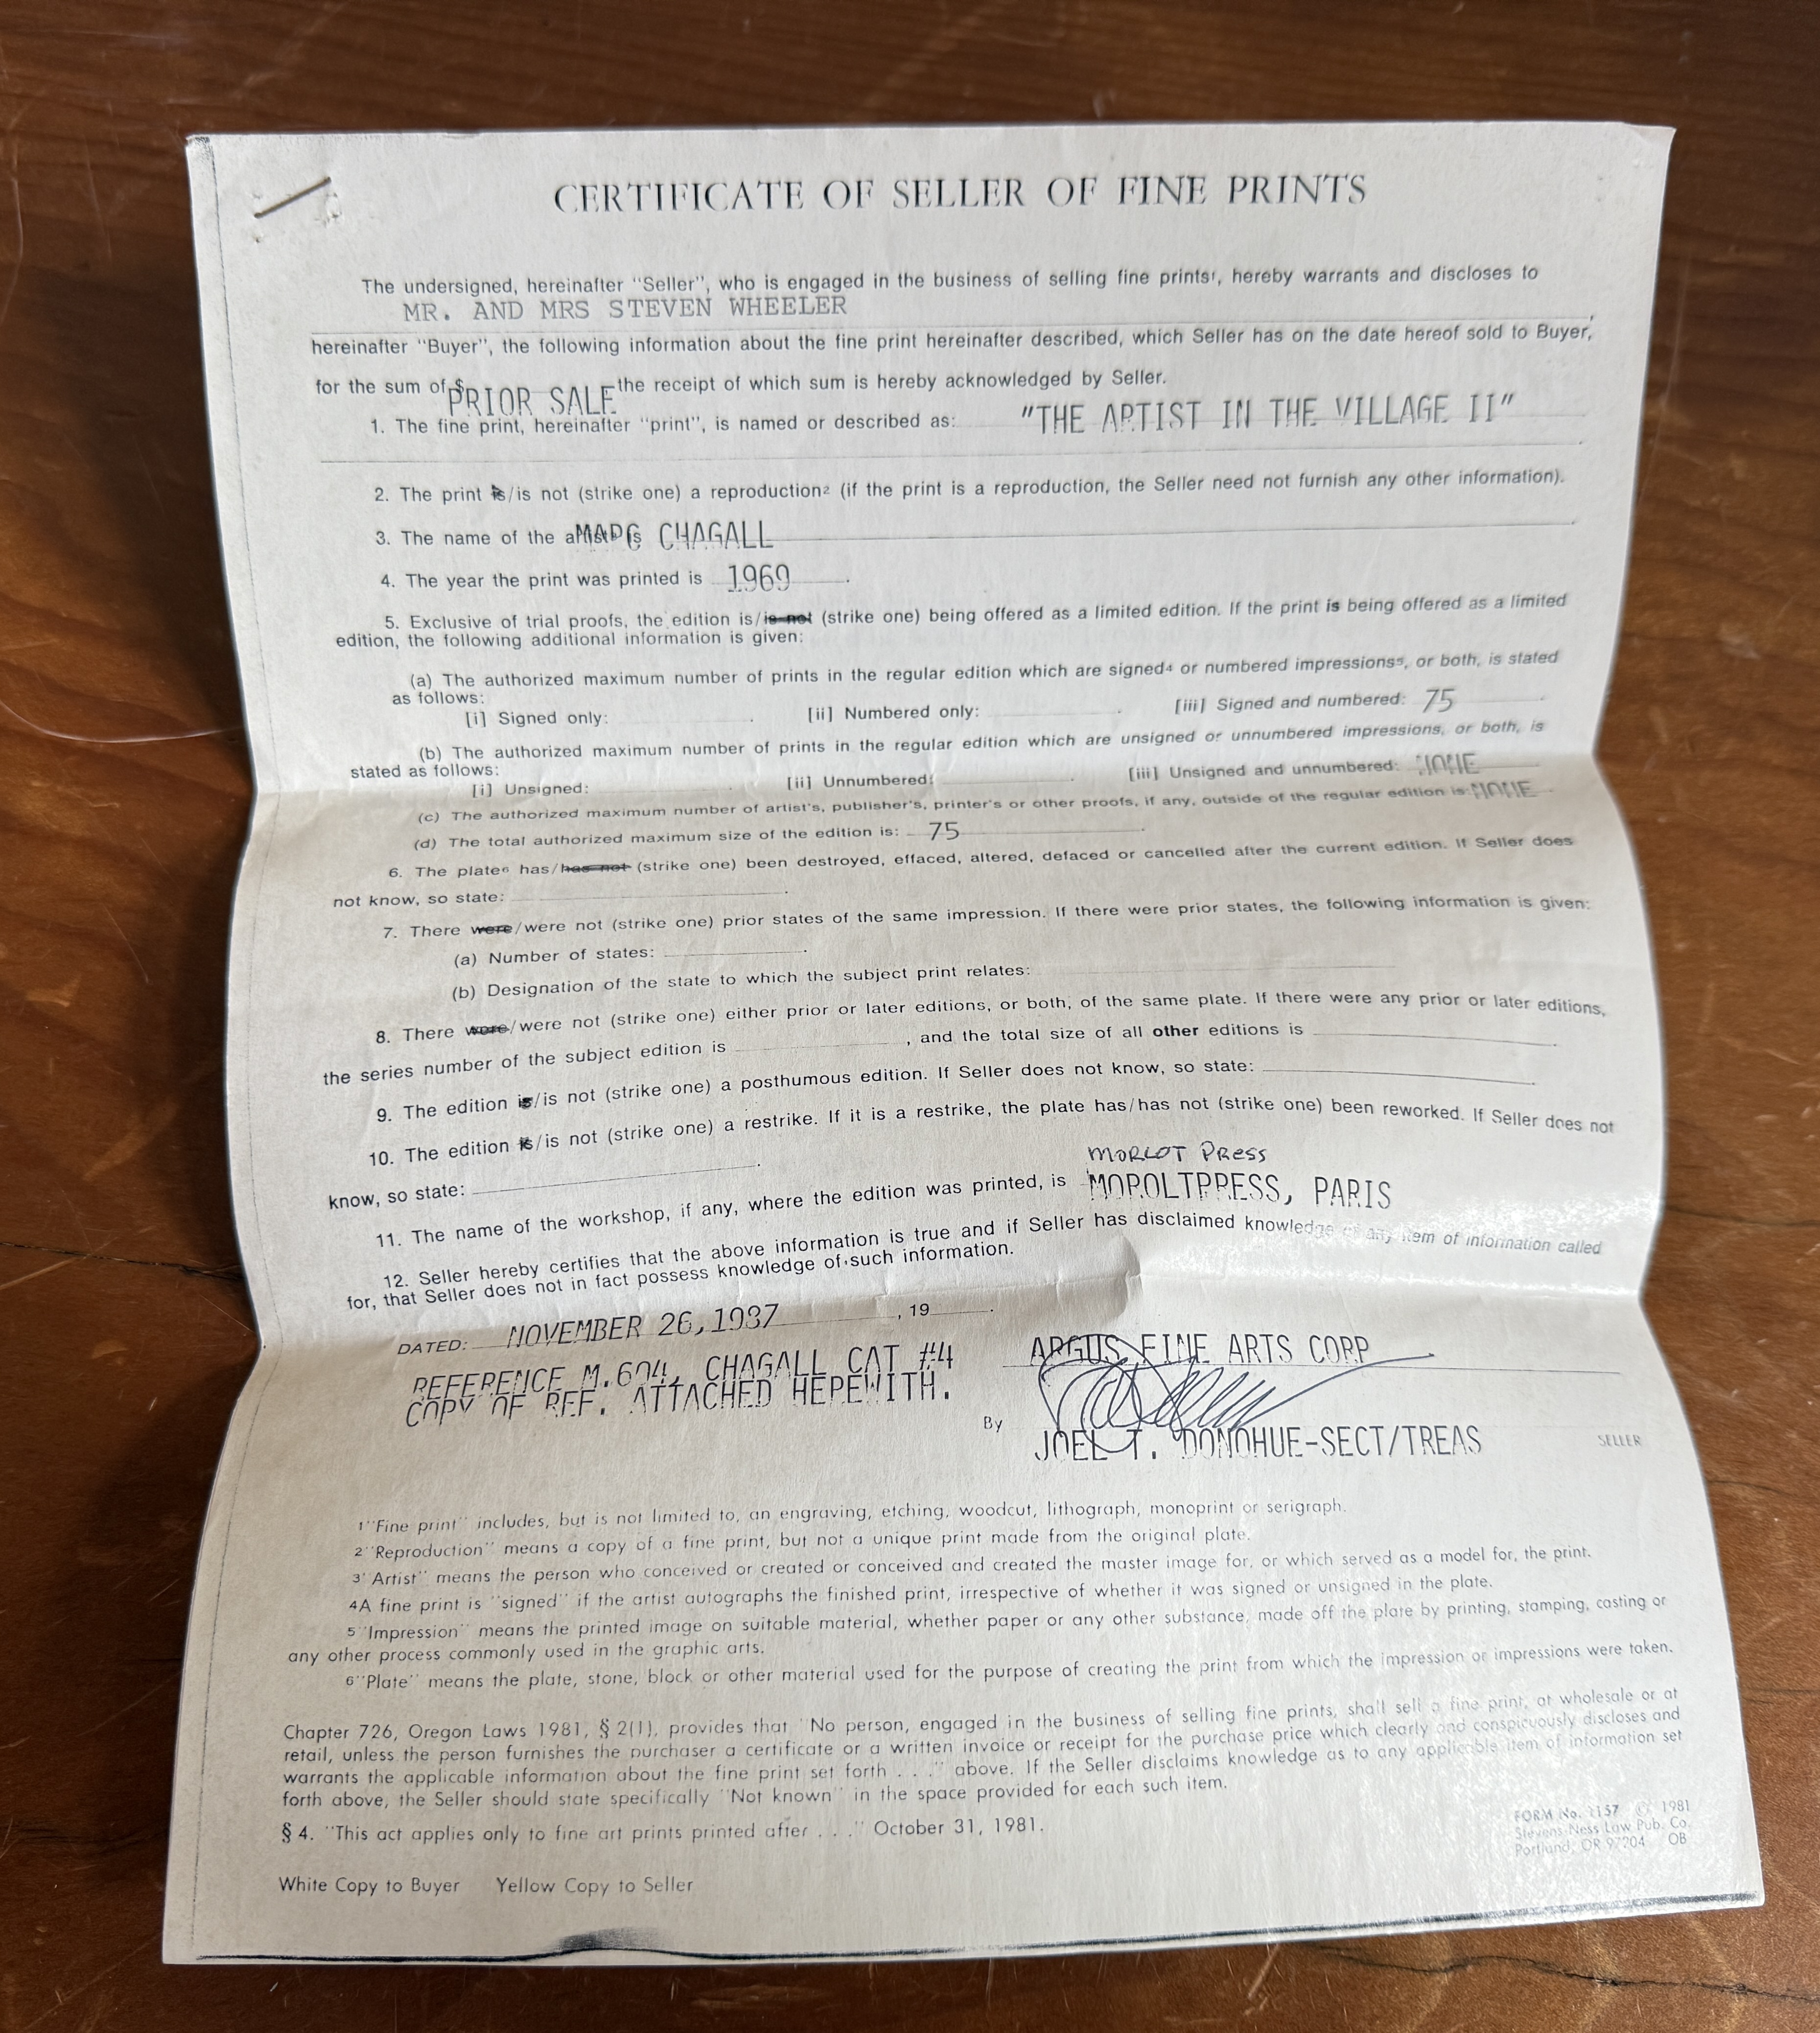 CERTIFICATE OF SELLER OF FINE PRINTS
The undersigned, hereinafter "Seller", who is engaged in the business of selling fine prints¹, hereby warrants and discloses to
MR. AND MRS STEVEN WHEELER
hereinafter "Buyer", the following information about the fine print hereinafter described, which Seller has on the date hereof sold to Buyer,
for the sum of $ PRIOR SALE the receipt of which sum is hereby acknowledged by Seller.
1. The fine print, hereinafter "print", is named or described as: "THE ARTIST IN THE VILLAGE II"
2. The print is/is not (strike one) a reproduction² (if the print is a reproduction, the Seller need not furnish any other information).
3. The name of the artist³ is MARC CHAGALL
4. The year the print was printed is 1969.
5. Exclusive of trial proofs, the edition is/is not (strike one) being offered as a limited edition. If the print is being offered as a limited
edition, the following additional information is given:
(a) The authorized maximum number of prints in the regular edition which are signed⁴ or numbered impressions⁵, or both, is stated
as follows:
[i] Signed only: . [ii] Numbered only: . [iii] Signed and numbered: 75
(b) The authorized maximum number of prints in the regular edition which are unsigned or unnumbered impressions, or both, is
stated as follows:
[i] Unsigned: . [ii] Unnumbered: . [iii] Unsigned and unnumbered: NONE
(c) The authorized maximum number of artist's, publisher's, printer's or other proofs, if any, outside of the regular edition is: NONE
(d) The total authorized maximum size of the edition is: 75
6. The plate⁶ has/has not (strike one) been destroyed, effaced, altered, defaced or cancelled after the current edition. If Seller does
not know, so state: .
7. There were/were not (strike one) prior states of the same impression. If there were prior states, the following information is given:
(a) Number of states: .
(b) Designation of the state to which the subject print relates:
8. There were/were not (strike one) either prior or later editions, or both, of the same plate. If there were any prior or later editions,
the series number of the subject edition is , and the total size of all other editions is .
9. The edition is/is not (strike one) a posthumous edition. If Seller does not know, so state: .
10. The edition is/is not (strike one) a restrike. If it is a restrike, the plate has/has not (strike one) been reworked. If Seller does not
know, so state: .
MORLOT PRESS
11. The name of the workshop, if any, where the edition was printed, is MOROLTPRESS, PARIS
12. Seller hereby certifies that the above information is true and if Seller has disclaimed knowledge of any item of information called
for, that Seller does not in fact possess knowledge of such information.
DATED: NOVEMBER 26,1987 , 19 .
REFERENCE M.604, CHAGALL CAT #4
COPY OF REF. ATTACHED HEREWITH.
ARGUS FINE ARTS CORP
By
JOEL T. DONOHUE-SECT/TREAS
SELLER
1"Fine print" includes, but is not limited to, an engraving, etching, woodcut, lithograph, monoprint or serigraph.
2"Reproduction" means a copy of a fine print, but not a unique print made from the original plate.
3"Artist" means the person who conceived or created or conceived and created the master image for, or which served as a model for, the print.
4A fine print is "signed" if the artist autographs the finished print, irrespective of whether it was signed or unsigned in the plate.
5"Impression" means the printed image on suitable material, whether paper or any other substance, made off the plate by printing, stamping, casting or
any other process commonly used in the graphic arts.
6"Plate" means the plate, stone, block or other material used for the purpose of creating the print from which the impression or impressions were taken.
Chapter 726, Oregon Laws 1981, § 2(1), provides that "No person, engaged in the business of selling fine prints, shall sell a fine print, at wholesale or at
retail, unless the person furnishes the purchaser a certificate or a written invoice or receipt for the purchase price which clearly and conspicuously discloses and
warrants the applicable information about the fine print set forth . . ." above. If the Seller disclaims knowledge as to any applicable item of information set
forth above, the Seller should state specifically "Not known" in the space provided for each such item.
§ 4. "This act applies only to fine art prints printed after . . ." October 31, 1981.
FORM No. 1157 © 1981
Stevens-Ness Law Pub. Co.
Portland, OR 97204 OB
White Copy to Buyer Yellow Copy to Seller